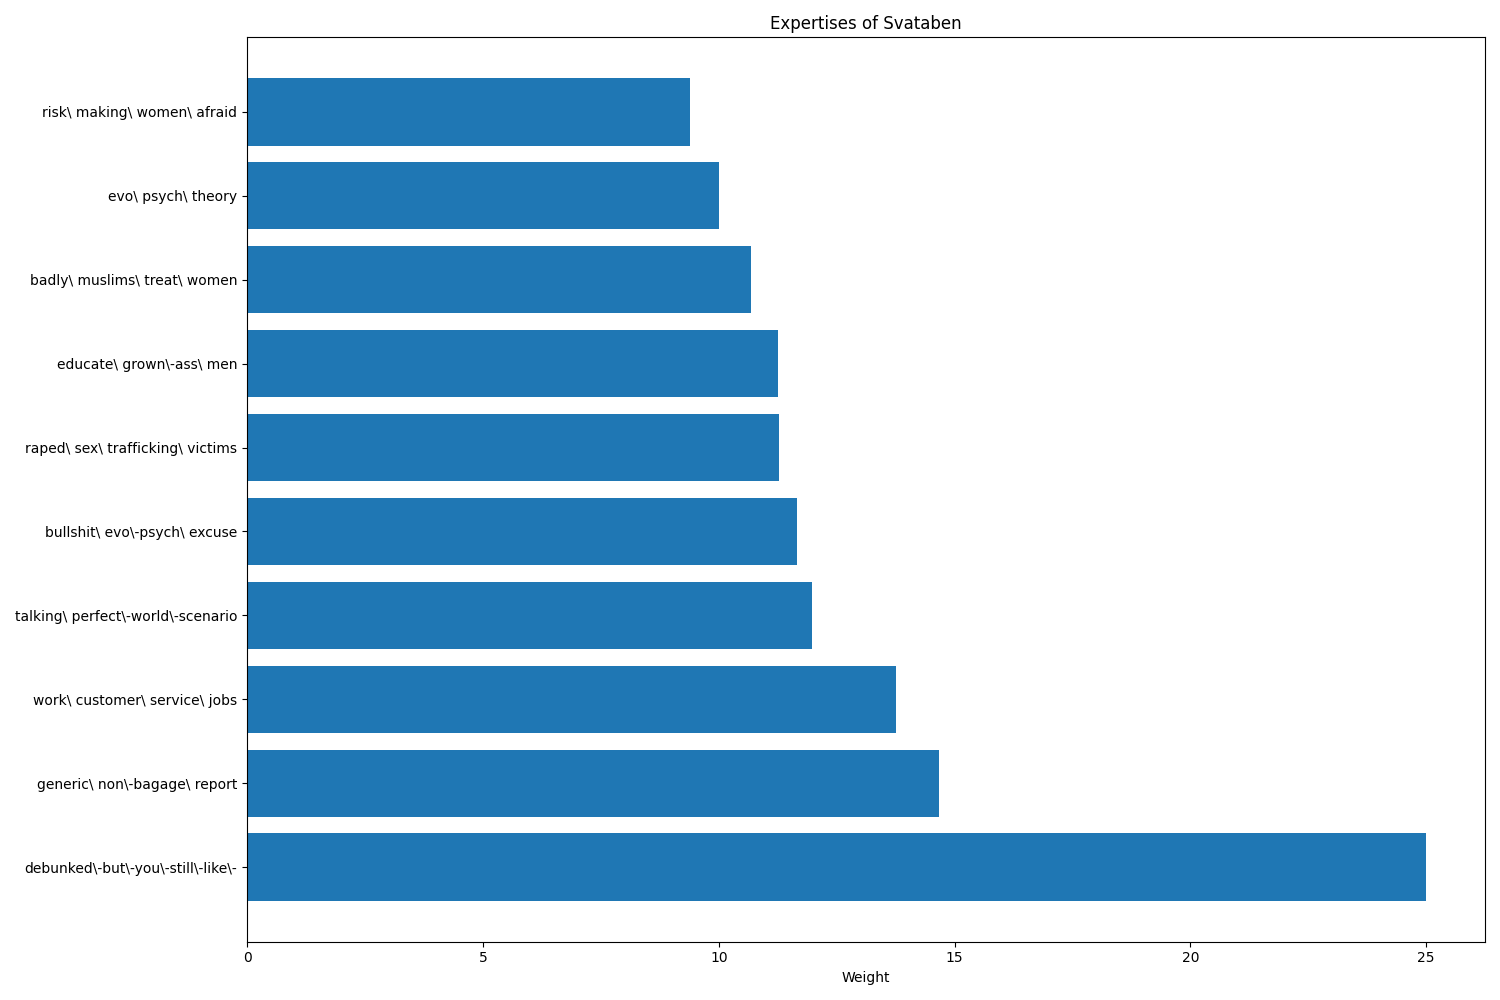 Expertises of Svataben
risk\ making\ women\ afraid
evo\ psych\ theory
badly\ muslims\ treat\ women
educate\ grown\-ass\ men
raped\ sex\ trafficking\ victims
bullshit\ evo\-psych\ excuse
talking\ perfect\-world\-scenario
work\ customer\ service\ jobs
generic\ non\-bagage\ report
debunked\-but\-you\-still\-like\-
0 5 10 15 20 25
Weight